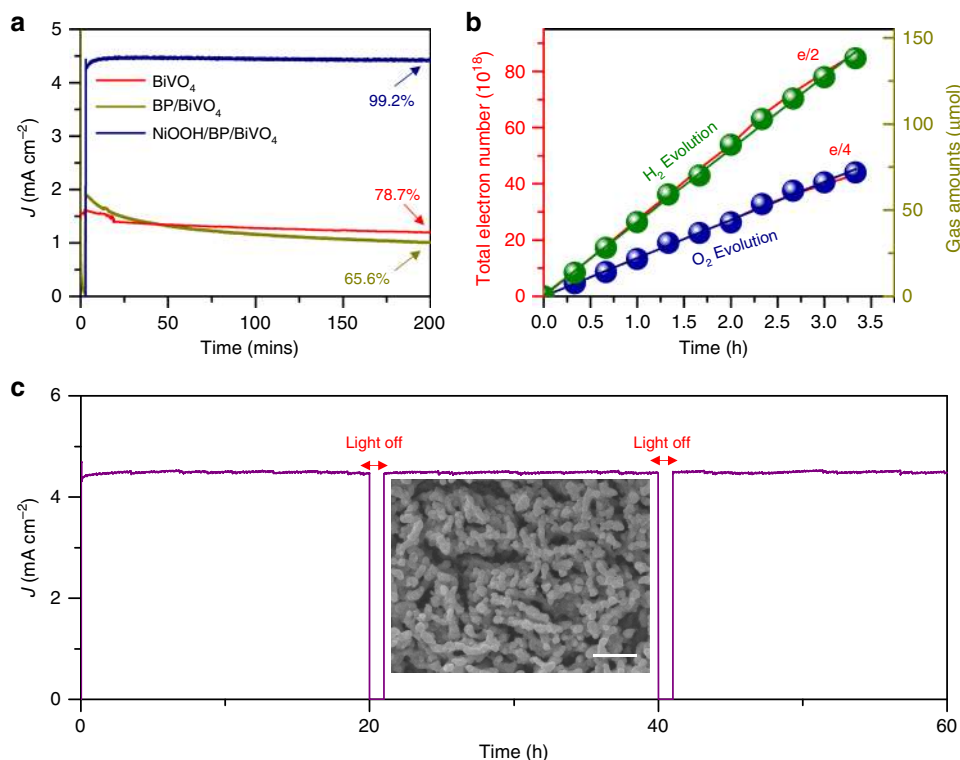 a
5
4
3
2
1
0
J (mA cm⁻²)
BiVO₄
BP/BiVO₄
NiOOH/BP/BiVO₄
99.2%
78.7%
65.6%
0 50 100 150 200
Time (mins)
b
80
60
40
20
0
Total electron number (10¹⁸)
e/2
H₂ Evolution
e/4
O₂ Evolution
150
100
50
0
Gas amounts (μmol)
0.0 0.5 1.0 1.5 2.0 2.5 3.0 3.5
Time (h)
c
6
4
2
0
J (mA cm⁻²)
Light off
Light off
0 20 40 60
Time (h)